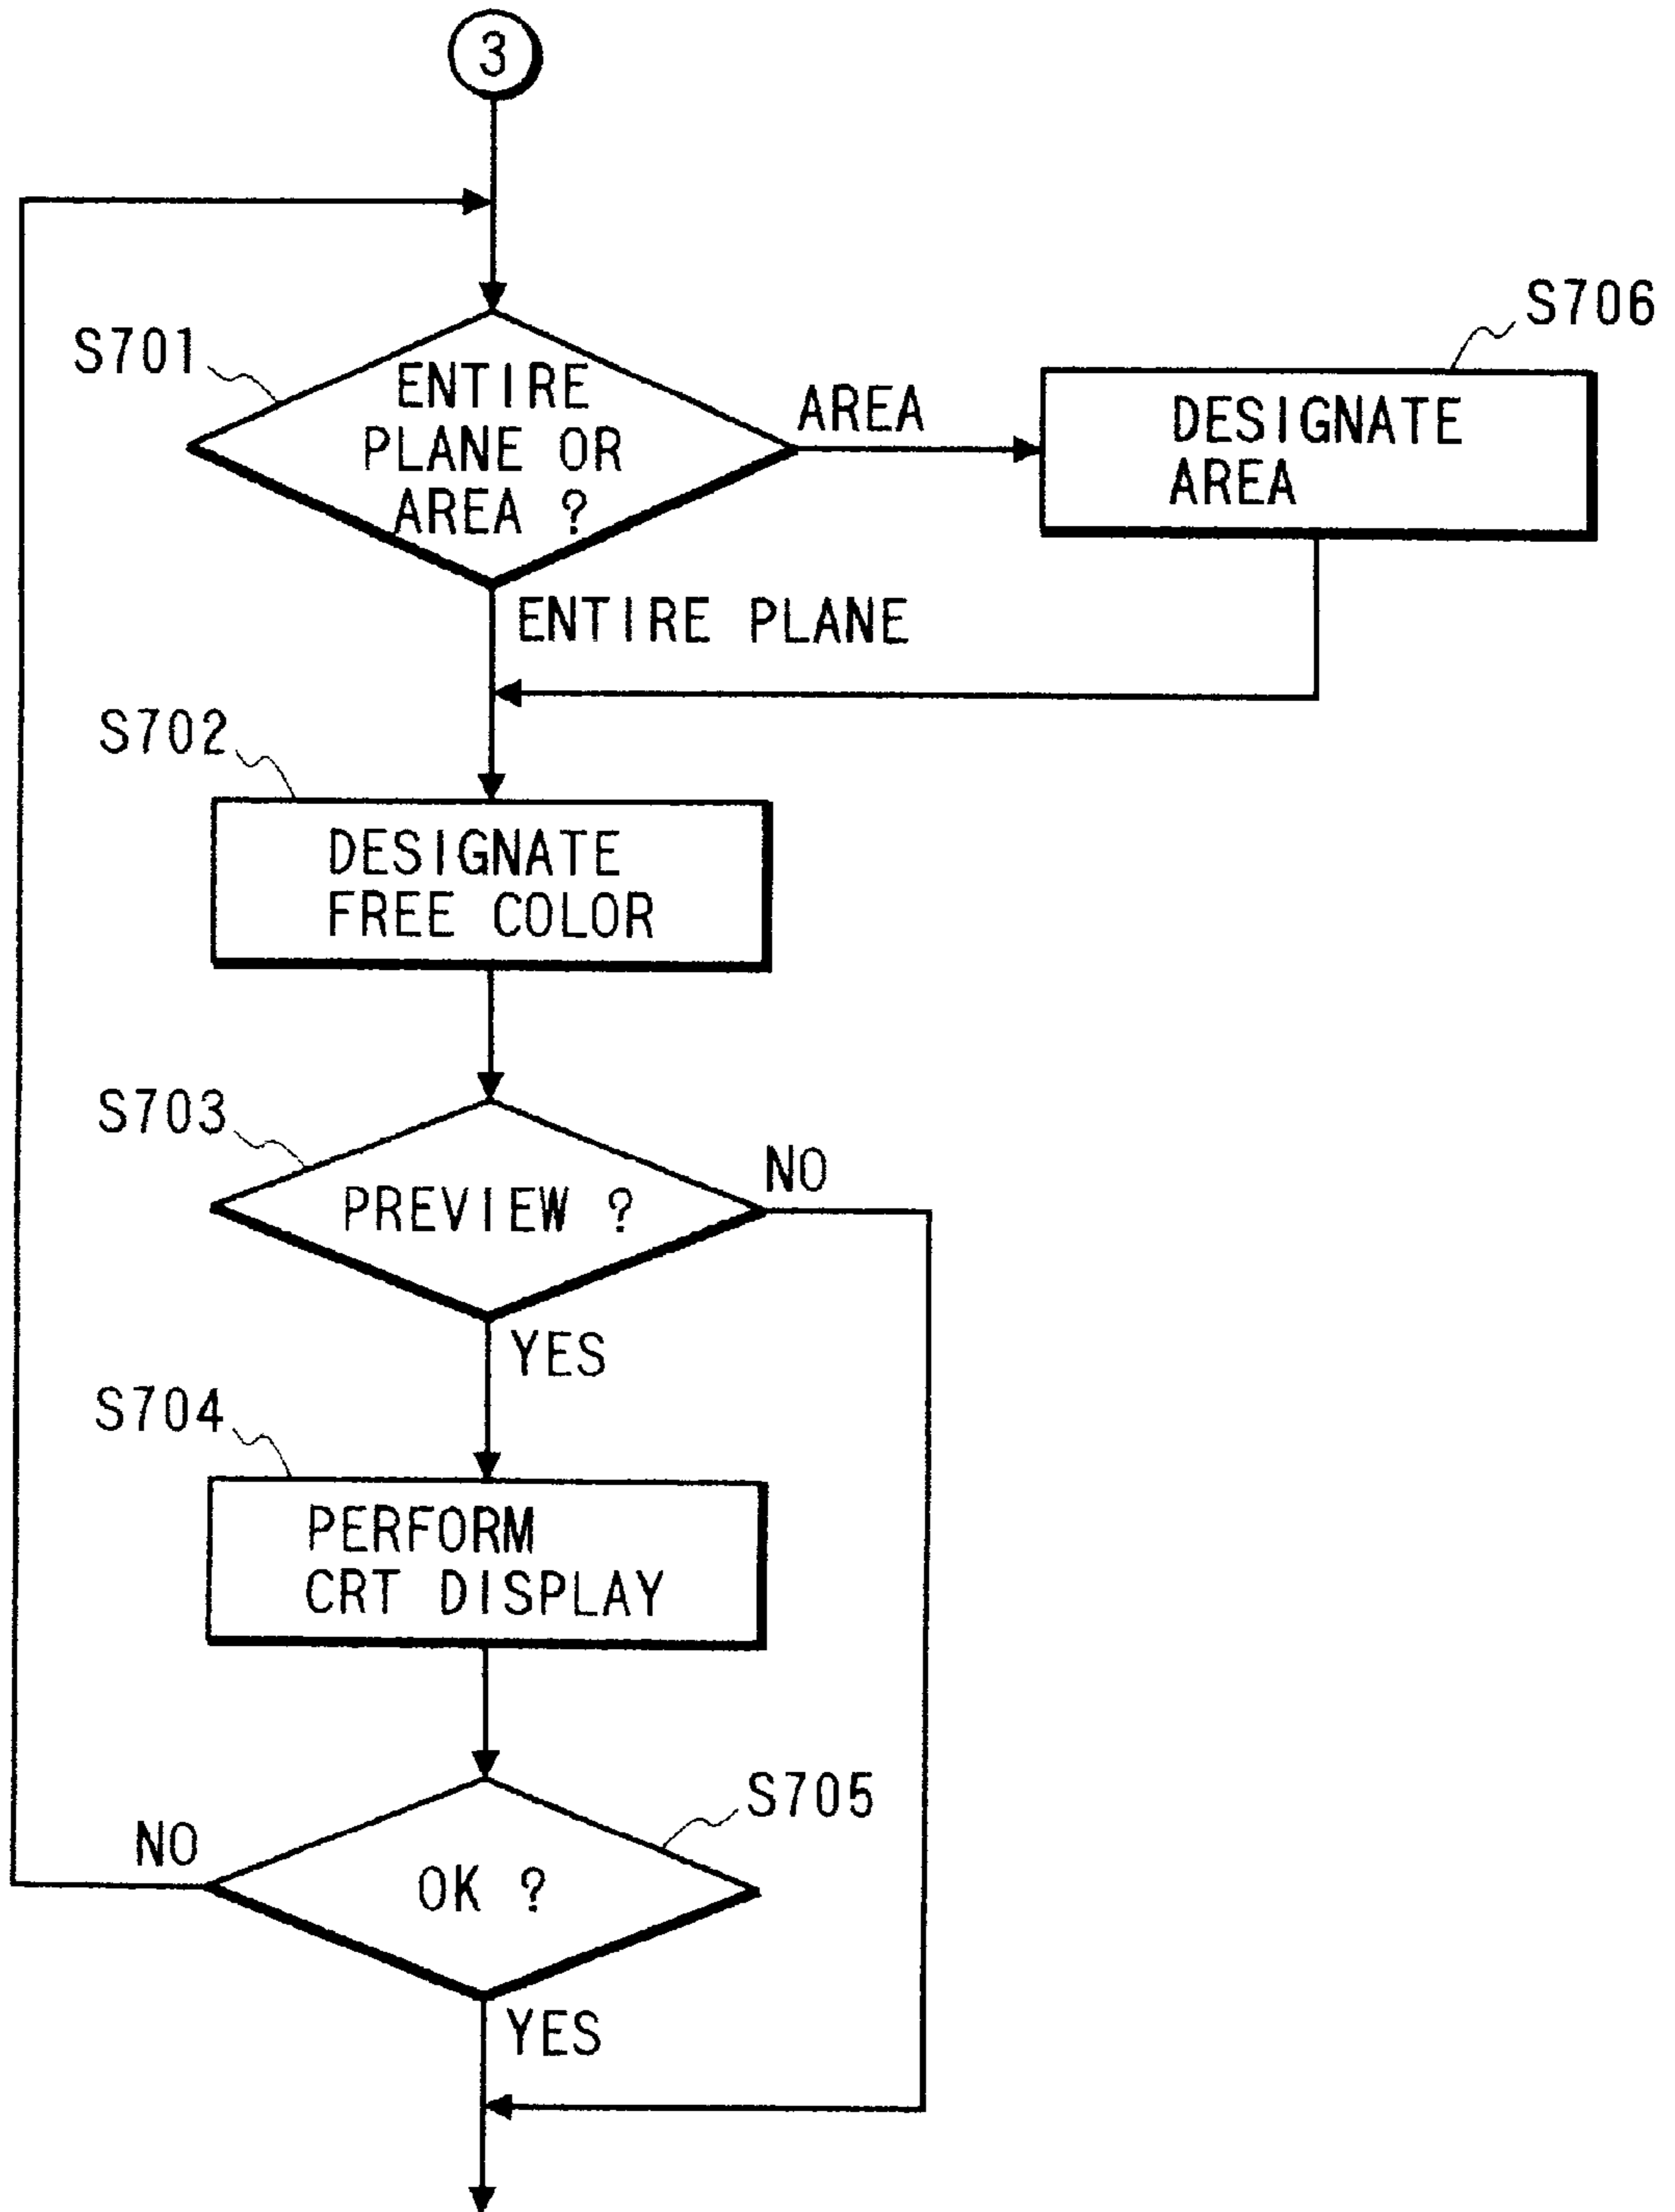 3
S701
ENTIRE
PLANE OR
AREA ?
AREA
S706
DESIGNATE
AREA
ENTIRE PLANE
S702
DESIGNATE
FREE COLOR
S703
PREVIEW ?
NO
YES
S704
PERFORM
CRT DISPLAY
S705
NO
OK ?
YES